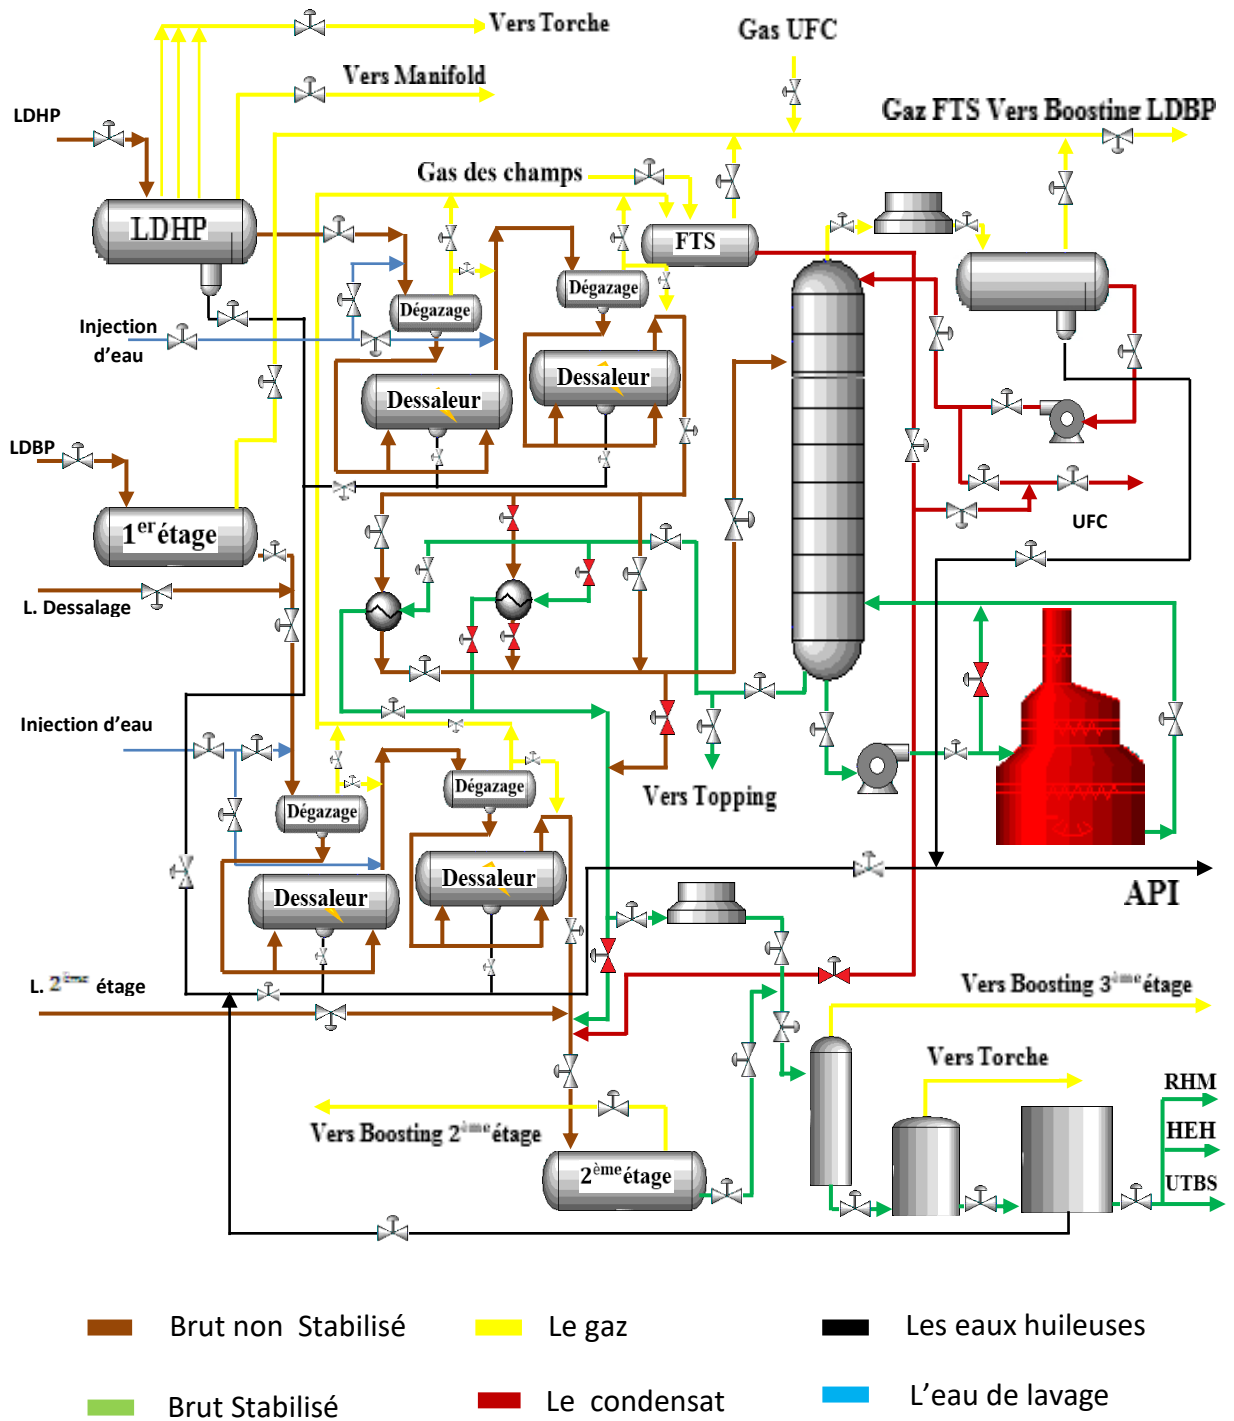 Vers Torche
Gas UFC
Vers Manifold
LDHP
Gaz FTS Vers Boosting LDBP
Gas des champs
LDHP
FTS
Dégazage
Dégazage
Injection
d'eau
Dessaleur
Dessaleur
LDBP
1er étage
UFC
L. Dessalage
Injection d'eau
Dégazage
Dégazage
Vers Topping
Dessaleur
Dessaleur
API
L. 2ème étage
Vers Boosting 3ème étage
Vers Torche
RHM
Vers Boosting 2ème étage
HEH
2ème étage
UTBS
Brut non Stabilisé
Le gaz
Les eaux huileuses
Brut Stabilisé
Le condensat
L'eau de lavage